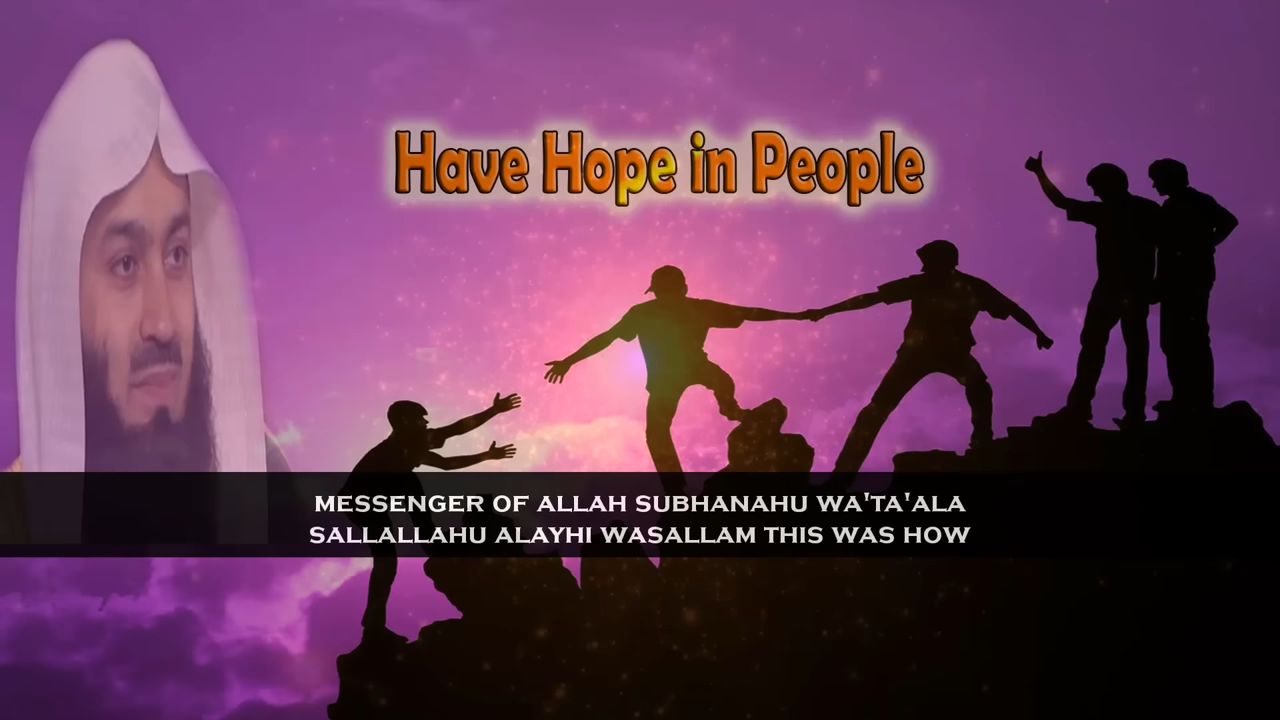 Have Hope in People
MESSENGER OF ALLAH SUBHANAHU WA'TA'ALA
SALLALLAHU ALAYHI WASALLAM THIS WAS HOW